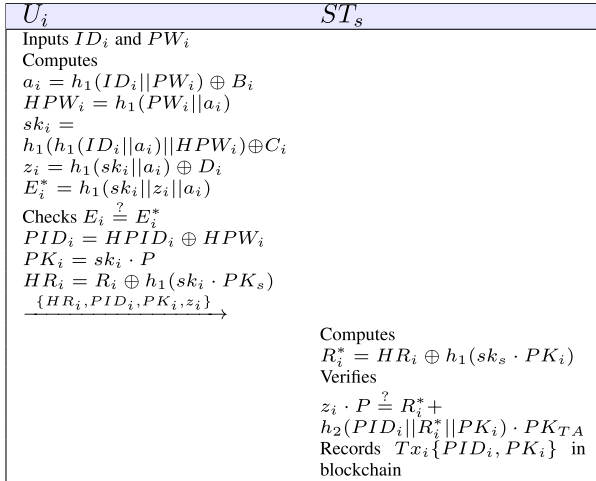 U_i ST_s
Inputs ID_i and PW_i
Computes
a_i = h_1(ID_i||PW_i) ⊕ B_i
HPW_i = h_1(PW_i||a_i)
sk_i =
h_1(h_1(ID_i||a_i)||HPW_i)⊕C_i
z_i = h_1(sk_i||a_i) ⊕ D_i
E_i^* = h_1(sk_i||z_i||a_i)
Checks E_i ≟ E_i^*
PID_i = HPID_i ⊕ HPW_i
PK_i = sk_i · P
HR_i = R_i ⊕ h_1(sk_i · PK_s)
{HR_i,PID_i,PK_i,z_i}
Computes
R_i^* = HR_i ⊕ h_1(sk_s · PK_i)
Verifies
z_i · P ≟ R_i^*+
h_2(PID_i||R_i^*||PK_i) · PK_{TA}
Records Tx_i{PID_i, PK_i} in
blockchain